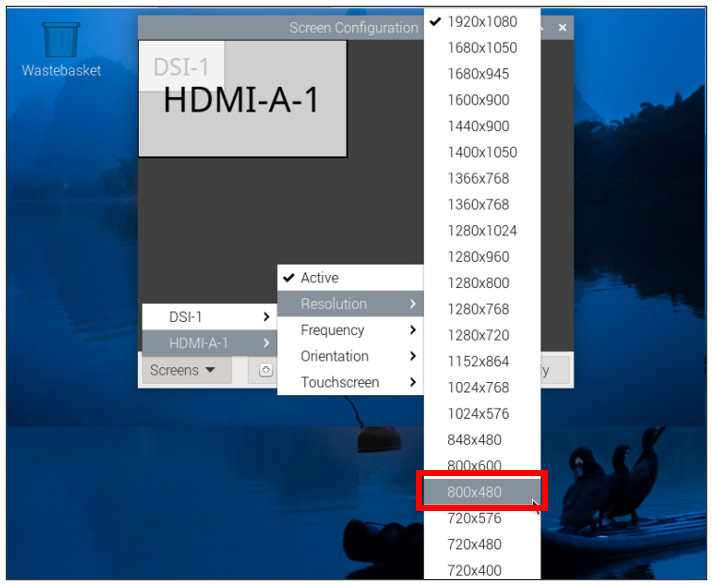 Wastebasket
Screen Configuration
DSI-1
HDMI-A-1
DSI-1
HDMI-A-1
Screens
Active
Resolution
Frequency
Orientation
Touchscreen
1920x1080
1680x1050
1680x945
1600x900
1440x900
1400x1050
1366x768
1360x768
1280x1024
1280x960
1280x800
1280x768
1280x720
1152x864
1024x768
1024x576
848x480
800x600
800x480
720x576
720x480
720x400
y